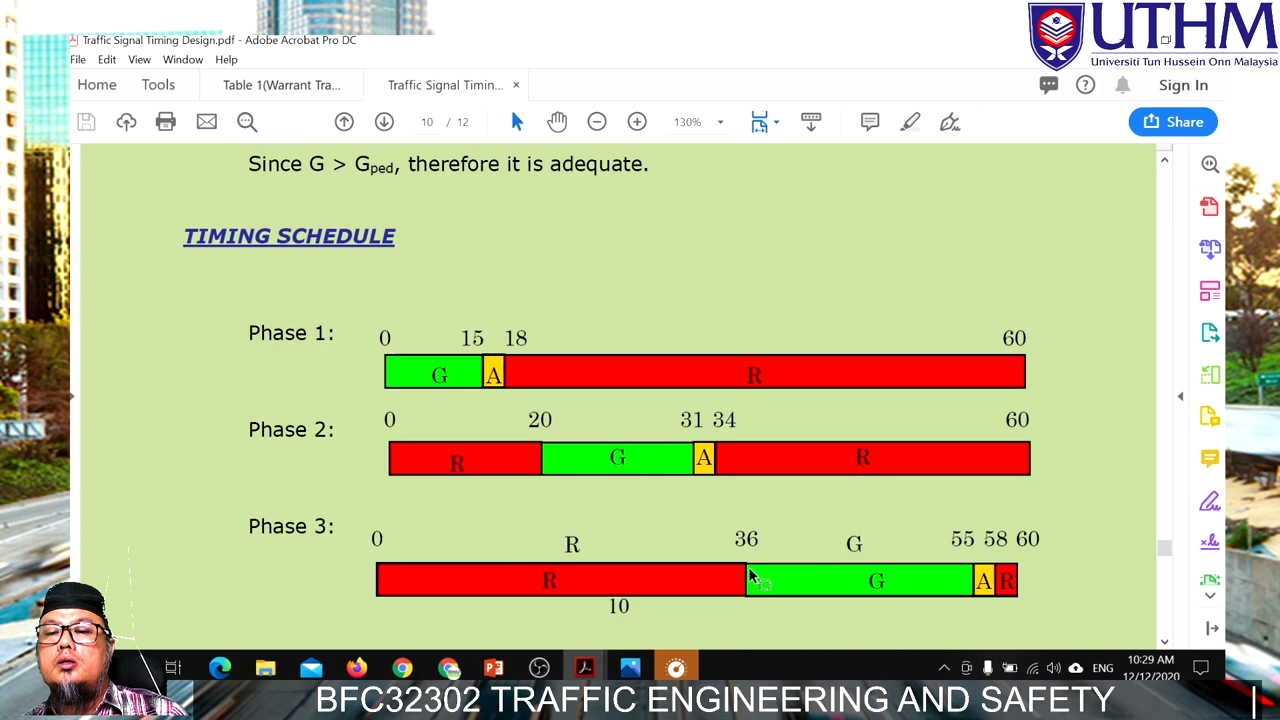 UTHM
Universiti Tun Hussein Onn Malaysia
Traffic Signal Timing Design.pdf - Adobe Acrobat Pro DC
File Edit View Window Help
Home Tools Table 1(Warrant Tra... Traffic Signal Timin... × Sign In
10 / 12 130% Share
Since G > Gped, therefore it is adequate.
TIMING SCHEDULE
Phase 1:
0 15 18 60
G A R
Phase 2:
0 20 31 34 60
R G A R
Phase 3:
0 R 36 G 55 58 60
R G A R
10
ENG
10:29 AM
12/12/2020
BFC32302 TRAFFIC ENGINEERING AND SAFETY